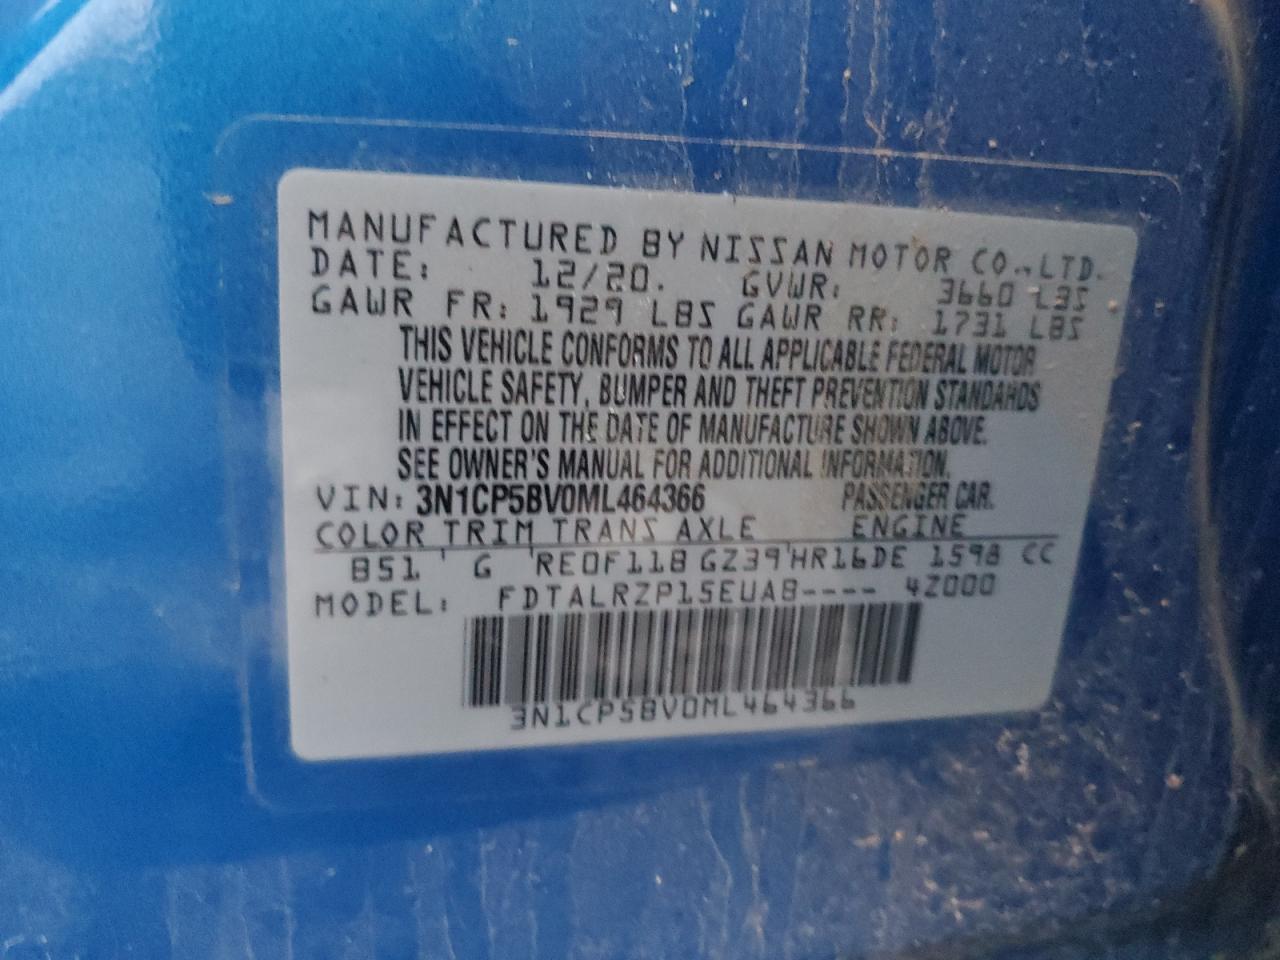 MANUFACTURED BY NISSAN MOTOR CO.,LTD.
DATE: 12/20. GVWR: 3660 LBS
GAWR FR: 1929 LBS GAWR RR: 1731 LBS
THIS VEHICLE CONFORMS TO ALL APPLICABLE FEDERAL MOTOR
VEHICLE SAFETY, BUMPER AND THEFT PREVENTION STANDARDS
IN EFFECT ON THE DATE OF MANUFACTURE SHOWN ABOVE.
SEE OWNER'S MANUAL FOR ADDITIONAL INFORMATION.
VIN: 3N1CP5BV0ML464366 PASSENGER CAR.
COLOR TRIM TRANS AXLE ENGINE
B51 G RE0F11B GZ39 HR16DE 1598 CC
MODEL: FDTALRZP15EUAB---- 4Z000
3N1CP5BV0ML464366